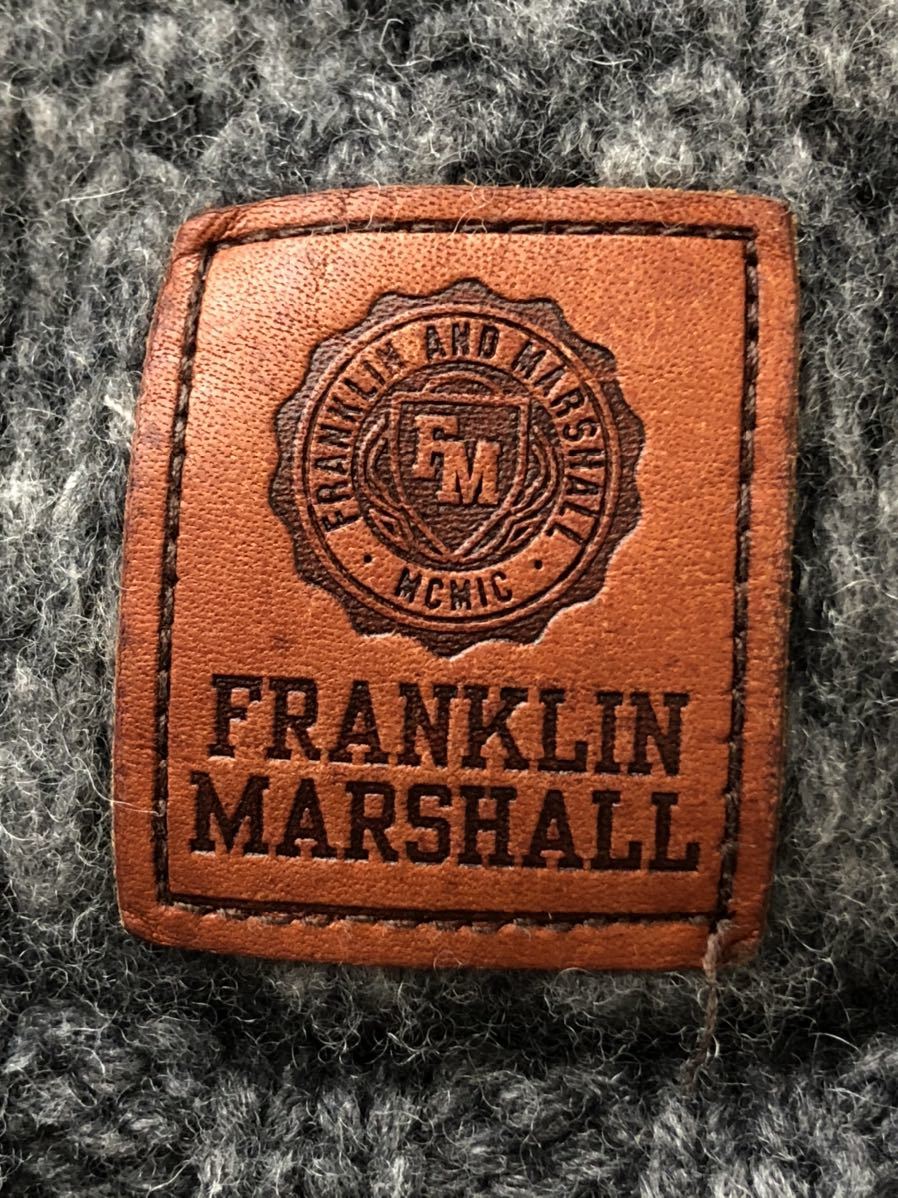 FRANKLIN AND MARSHALL
FM
· MCMIC ·
FRANKLIN
MARSHALL